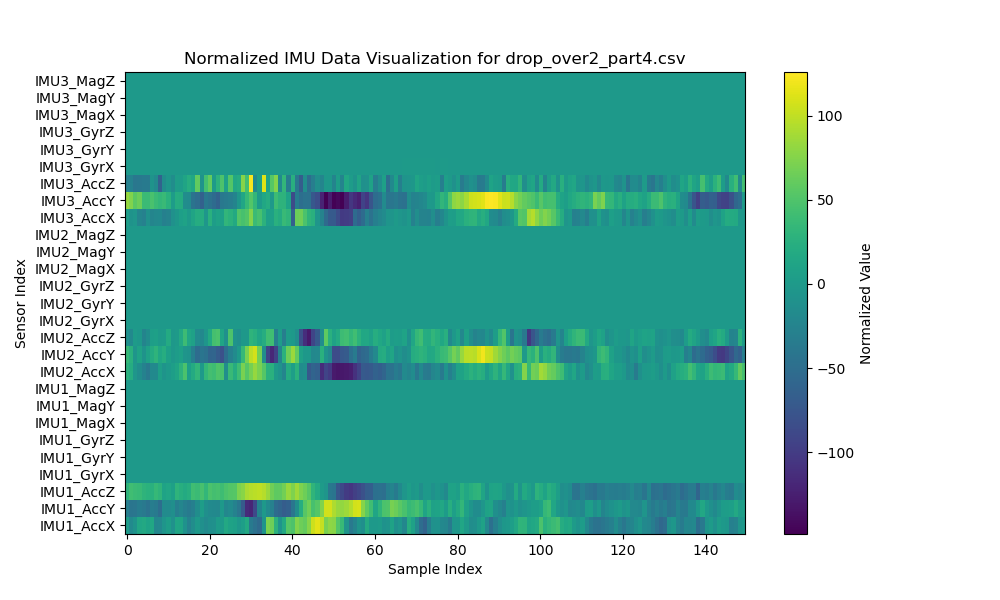 Normalized IMU Data Visualization for drop_over2_part4.csv
IMU3_MagZ
IMU3_MagY
IMU3_MagX
IMU3_GyrZ
IMU3_GyrY
IMU3_GyrX
IMU3_AccZ
IMU3_AccY
IMU3_AccX
IMU2_MagZ
IMU2_MagY
IMU2_MagX
IMU2_GyrZ
IMU2_GyrY
IMU2_GyrX
IMU2_AccZ
IMU2_AccY
IMU2_AccX
IMU1_MagZ
IMU1_MagY
IMU1_MagX
IMU1_GyrZ
IMU1_GyrY
IMU1_GyrX
IMU1_AccZ
IMU1_AccY
IMU1_AccX
Sensor Index
0 20 40 60 80 100 120 140
Sample Index
100
50
0
−50
−100
Normalized Value